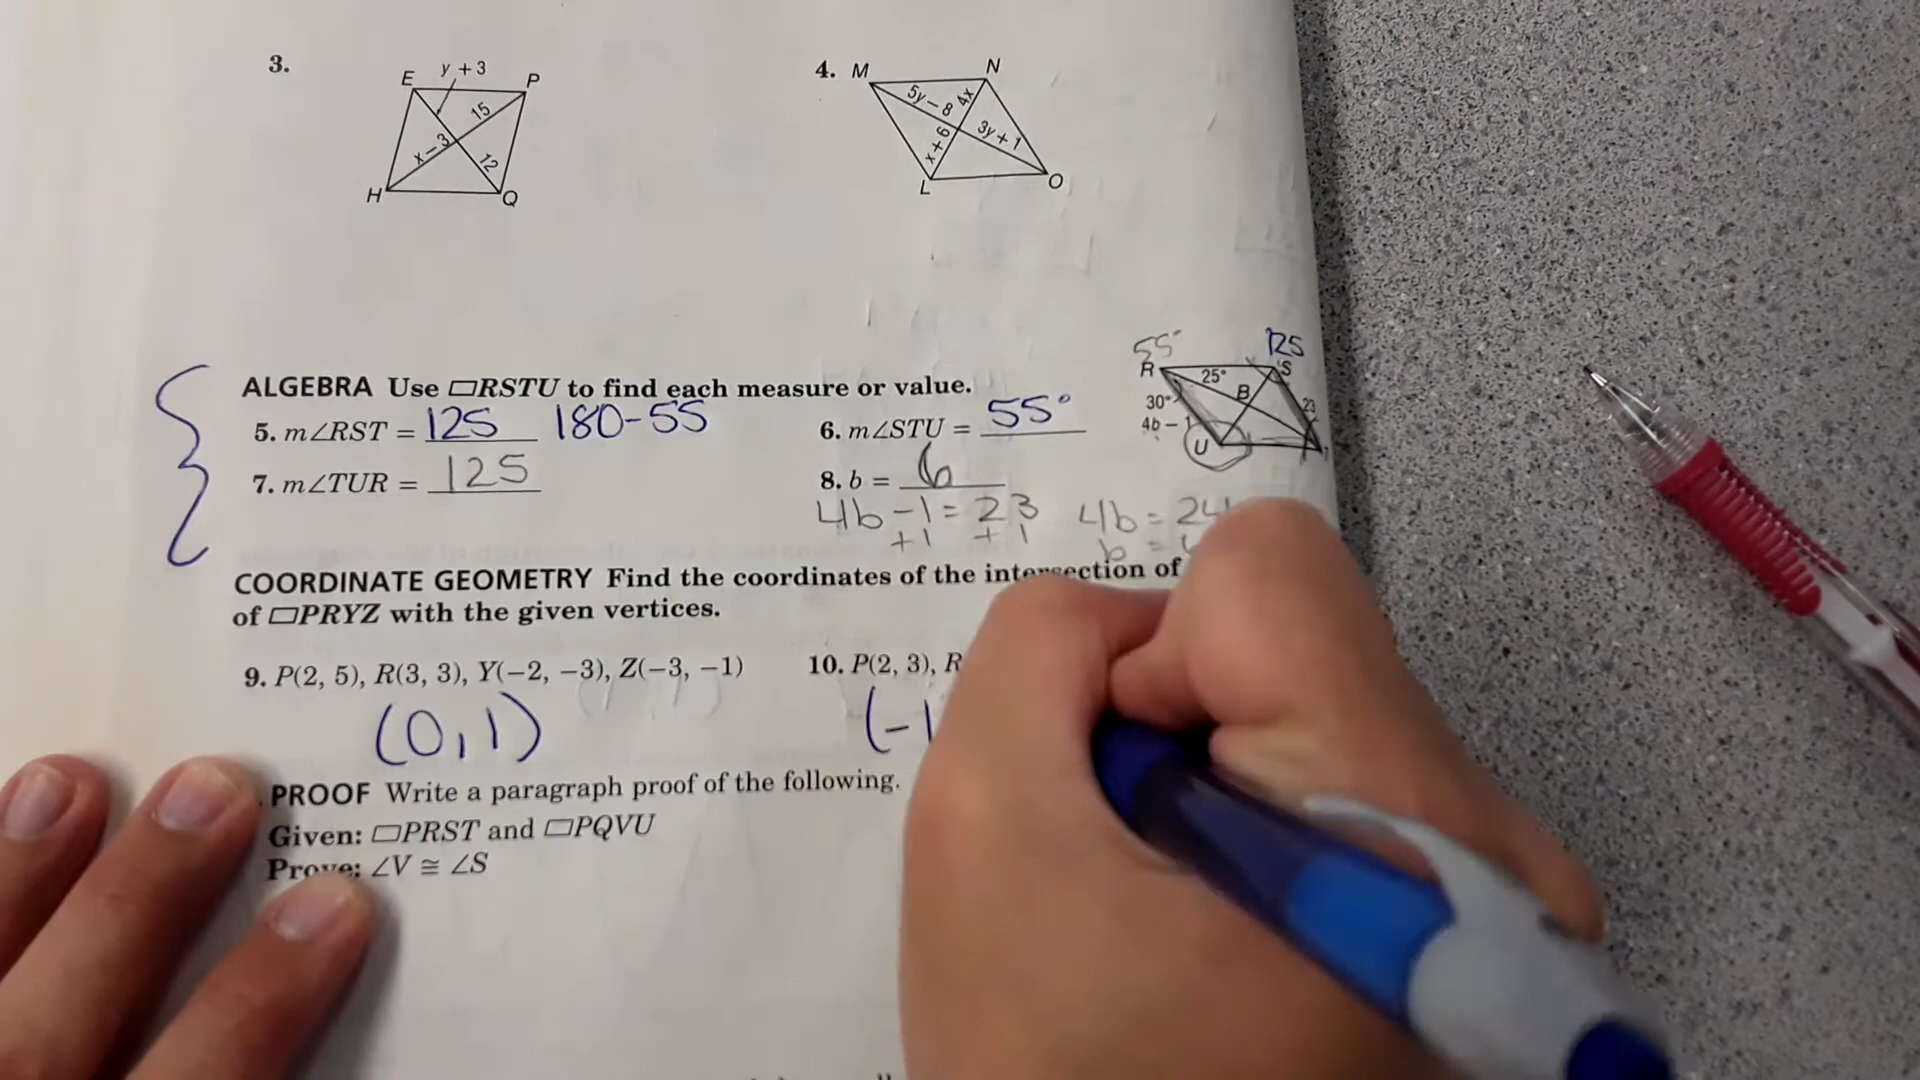 3.
E y + 3 P
15
x − 3
12
H Q
4. M N
5y − 8 4x
x + 6 3y + 1
L O
55° 125
R S
25°
B
30°
23
4b − 1
U
ALGEBRA Use ▱RSTU to find each measure or value.
5. m∠RST = 125 180-55
6. m∠STU = 55°
7. m∠TUR = 125
8. b = 6
4b - 1 = 23 4b = 24
+1 +1 b =
COORDINATE GEOMETRY Find the coordinates of the intersection of
of ▱PRYZ with the given vertices.
9. P(2, 5), R(3, 3), Y(−2, −3), Z(−3, −1)
10. P(2, 3), R
(0,1)
(-1
PROOF Write a paragraph proof of the following.
Given: ▱PRST and ▱PQVU
Prove: ∠V ≅ ∠S